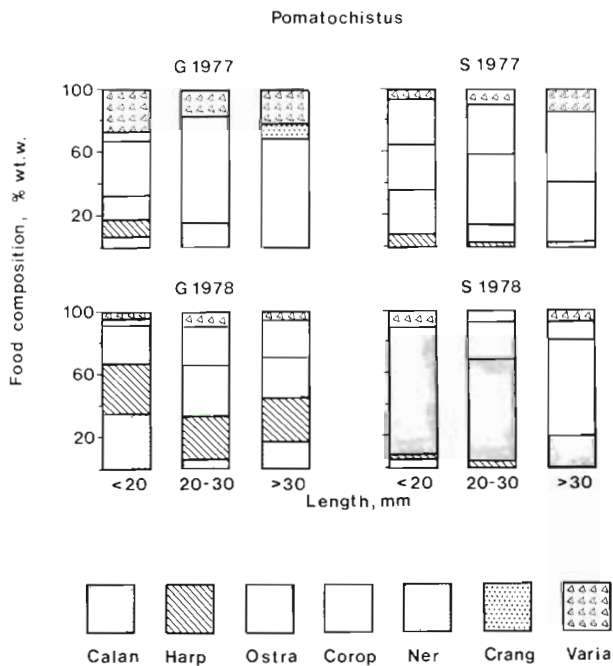 Pomatochistus
G 1977
S 1977
100
60
20
G 1978
S 1978
100
60
20
Food composition, % wt.w.
<20 20-30 >30 <20 20-30 >30
Length, mm
Calan Harp Ostra Corop Ner Crang Varia